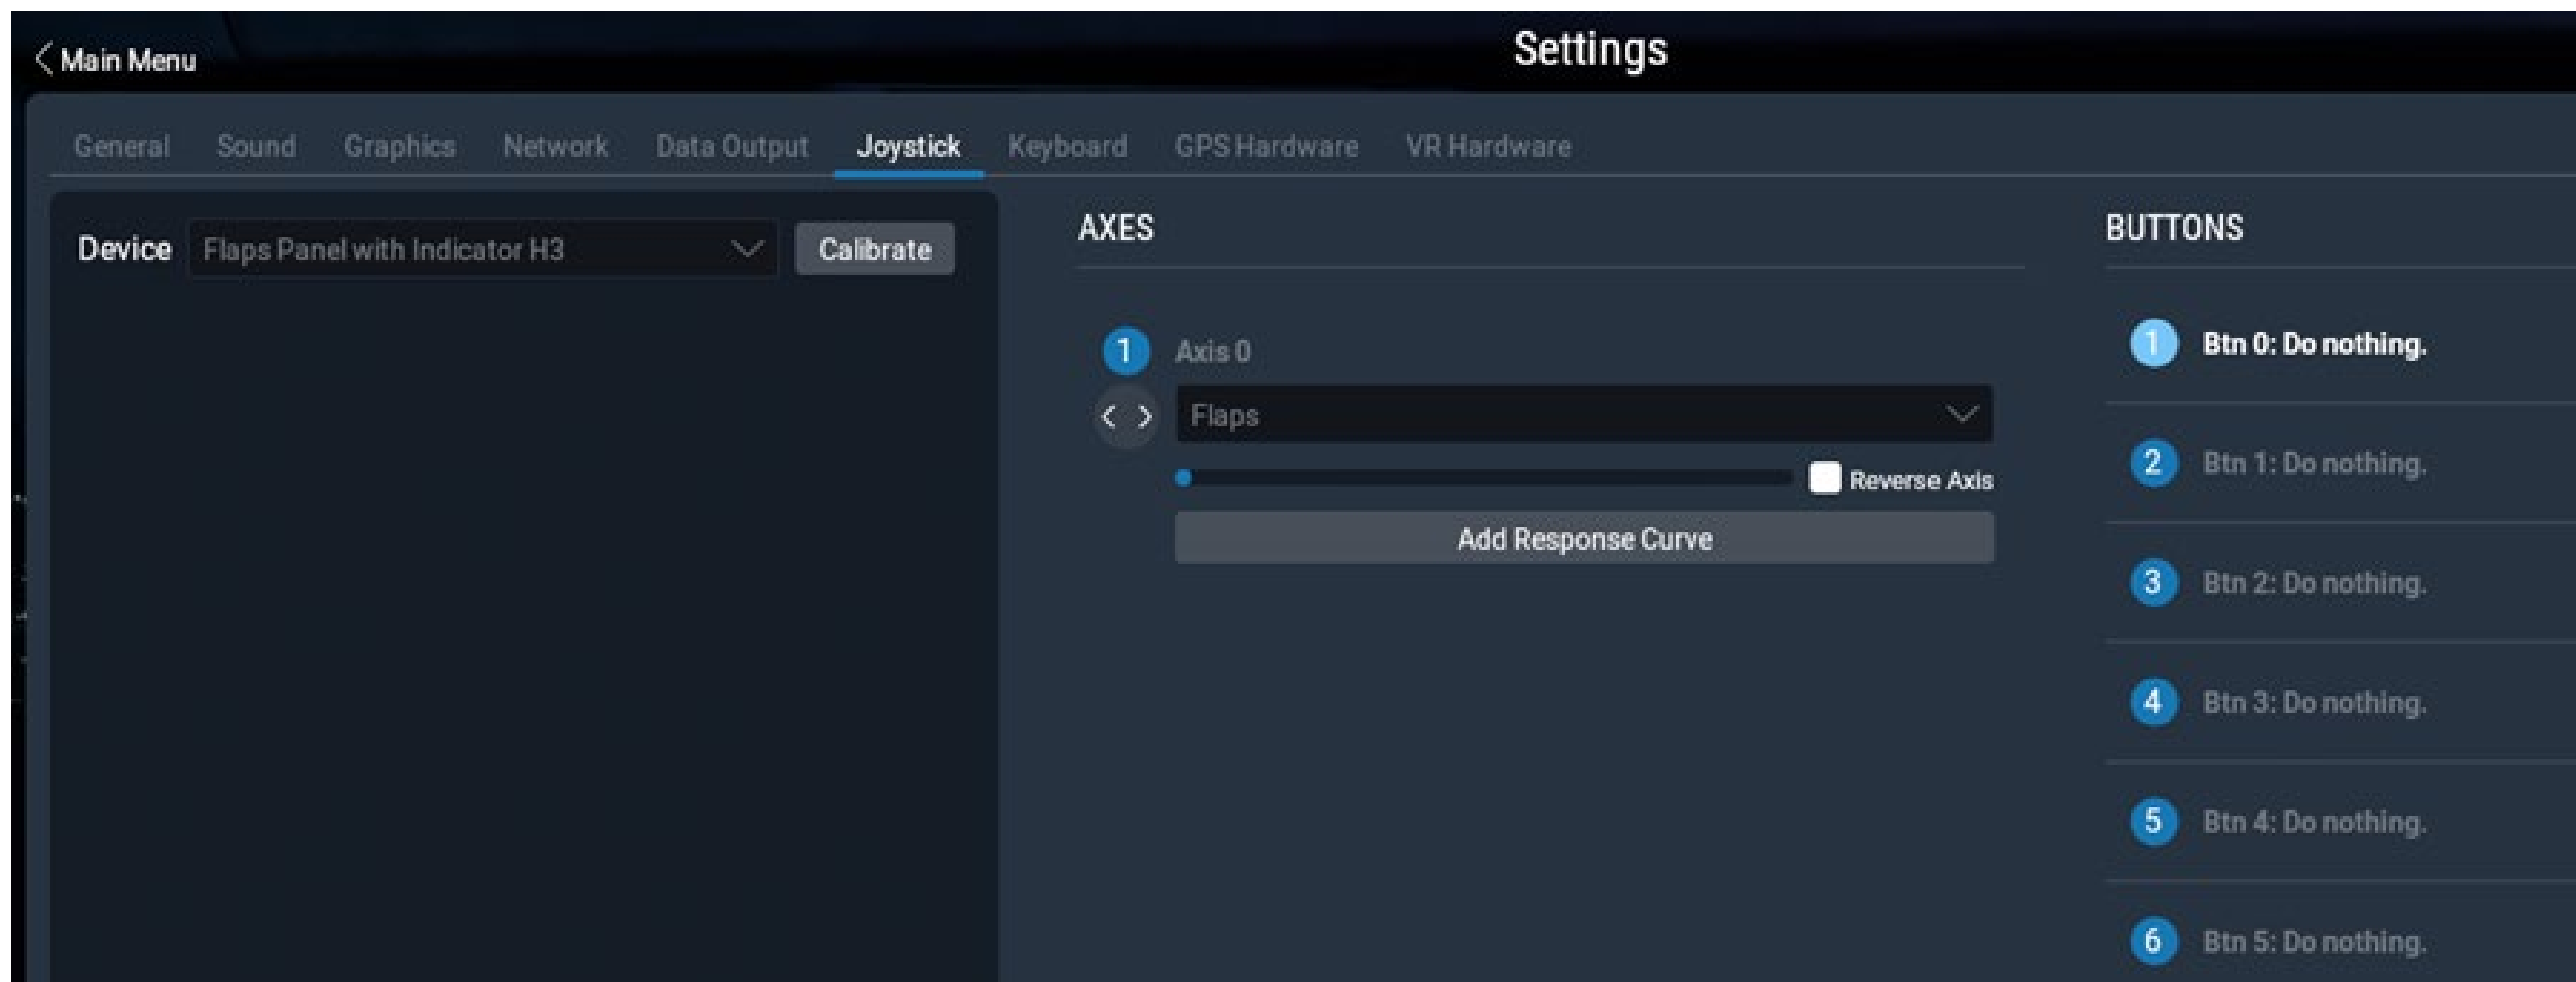 Main Menu
Settings
General Sound Graphics Network Data Output Joystick Keyboard GPS Hardware VR Hardware
Device Flaps Panel with Indicator H3 Calibrate
AXES
1 Axis 0
Flaps
Reverse Axis
Add Response Curve
BUTTONS
1 Btn 0: Do nothing.
2 Btn 1: Do nothing.
3 Btn 2: Do nothing.
4 Btn 3: Do nothing.
5 Btn 4: Do nothing.
6 Btn 5: Do nothing.